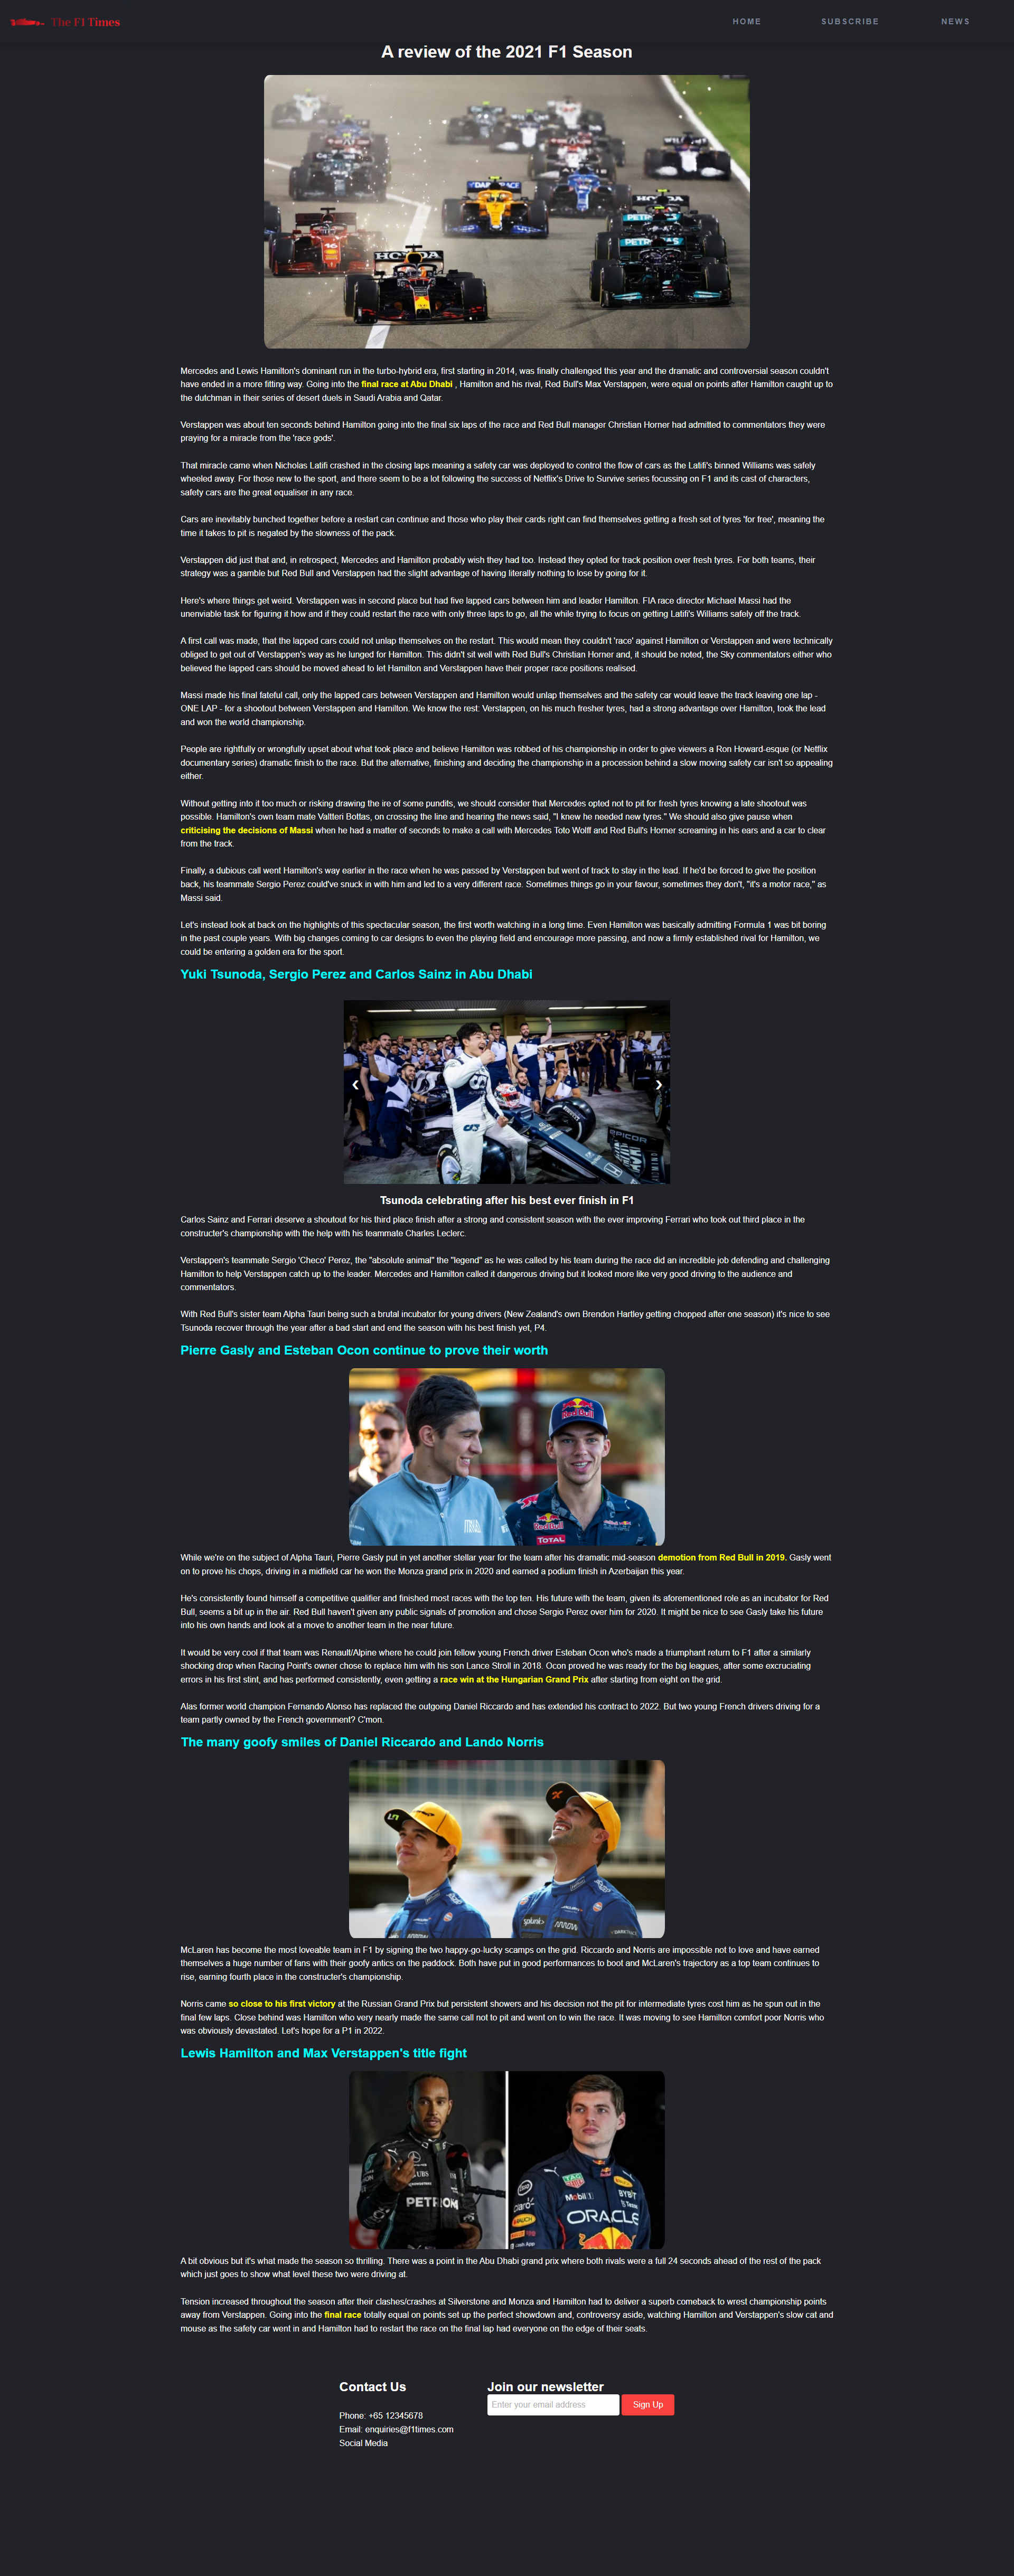 The F1 Times
HOME
SUBSCRIBE
NEWS
A review of the 2021 F1 Season
HONDA
16
HONDA
PETRONAS
PETRONAS
Mercedes and Lewis Hamilton's dominant run in the turbo-hybrid era, first starting in 2014, was finally challenged this year and the dramatic and controversial season couldn't
have ended in a more fitting way. Going into the final race at Abu Dhabi , Hamilton and his rival, Red Bull's Max Verstappen, were equal on points after Hamilton caught up to
the dutchman in their series of desert duels in Saudi Arabia and Qatar.
Verstappen was about ten seconds behind Hamilton going into the final six laps of the race and Red Bull manager Christian Horner had admitted to commentators they were
praying for a miracle from the 'race gods'.
That miracle came when Nicholas Latifi crashed in the closing laps meaning a safety car was deployed to control the flow of cars as the Latifi's binned Williams was safely
wheeled away. For those new to the sport, and there seem to be a lot following the success of Netflix's Drive to Survive series focussing on F1 and its cast of characters,
safety cars are the great equaliser in any race.
Cars are inevitably bunched together before a restart can continue and those who play their cards right can find themselves getting a fresh set of tyres 'for free', meaning the
time it takes to pit is negated by the slowness of the pack.
Verstappen did just that and, in retrospect, Mercedes and Hamilton probably wish they had too. Instead they opted for track position over fresh tyres. For both teams, their
strategy was a gamble but Red Bull and Verstappen had the slight advantage of having literally nothing to lose by going for it.
Here's where things get weird. Verstappen was in second place but had five lapped cars between him and leader Hamilton. FIA race director Michael Massi had the
unenviable task for figuring it how and if they could restart the race with only three laps to go, all the while trying to focus on getting Latifi's Williams safely off the track.
A first call was made, that the lapped cars could not unlap themselves on the restart. This would mean they couldn't 'race' against Hamilton or Verstappen and were technically
obliged to get out of Verstappen's way as he lunged for Hamilton. This didn't sit well with Red Bull's Christian Horner and, it should be noted, the Sky commentators either who
believed the lapped cars should be moved ahead to let Hamilton and Verstappen have their proper race positions realised.
Massi made his final fateful call, only the lapped cars between Verstappen and Hamilton would unlap themselves and the safety car would leave the track leaving one lap -
ONE LAP - for a shootout between Verstappen and Hamilton. We know the rest: Verstappen, on his much fresher tyres, had a strong advantage over Hamilton, took the lead
and won the world championship.
People are rightfully or wrongfully upset about what took place and believe Hamilton was robbed of his championship in order to give viewers a Ron Howard-esque (or Netflix
documentary series) dramatic finish to the race. But the alternative, finishing and deciding the championship in a procession behind a slow moving safety car isn't so appealing
either.
Without getting into it too much or risking drawing the ire of some pundits, we should consider that Mercedes opted not to pit for fresh tyres knowing a late shootout was
possible. Hamilton's own team mate Valtteri Bottas, on crossing the line and hearing the news said, "I knew he needed new tyres." We should also give pause when
criticising the decisions of Massi when he had a matter of seconds to make a call with Mercedes Toto Wolff and Red Bull's Horner screaming in his ears and a car to clear
from the track.
Finally, a dubious call went Hamilton's way earlier in the race when he was passed by Verstappen but went of track to stay in the lead. If he'd be forced to give the position
back, his teammate Sergio Perez could've snuck in with him and led to a very different race. Sometimes things go in your favour, sometimes they don't, "it's a motor race," as
Massi said.
Let's instead look at back on the highlights of this spectacular season, the first worth watching in a long time. Even Hamilton was basically admitting Formula 1 was bit boring
in the past couple years. With big changes coming to car designs to even the playing field and encourage more passing, and now a firmly established rival for Hamilton, we
could be entering a golden era for the sport.
Yuki Tsunoda, Sergio Perez and Carlos Sainz in Abu Dhabi
❮
❯
EPICOR
Tsunoda celebrating after his best ever finish in F1
Carlos Sainz and Ferrari deserve a shoutout for his third place finish after a strong and consistent season with the ever improving Ferrari who took out third place in the
constructer's championship with the help with his teammate Charles Leclerc.
Verstappen's teammate Sergio 'Checo' Perez, the "absolute animal" the "legend" as he was called by his team during the race did an incredible job defending and challenging
Hamilton to help Verstappen catch up to the leader. Mercedes and Hamilton called it dangerous driving but it looked more like very good driving to the audience and
commentators.
With Red Bull's sister team Alpha Tauri being such a brutal incubator for young drivers (New Zealand's own Brendon Hartley getting chopped after one season) it's nice to see
Tsunoda recover through the year after a bad start and end the season with his best finish yet, P4.
Pierre Gasly and Esteban Ocon continue to prove their worth
Red Bull
Red Bull
TOTAL
While we're on the subject of Alpha Tauri, Pierre Gasly put in yet another stellar year for the team after his dramatic mid-season demotion from Red Bull in 2019. Gasly went
on to prove his chops, driving in a midfield car he won the Monza grand prix in 2020 and earned a podium finish in Azerbaijan this year.
He's consistently found himself a competitive qualifier and finished most races with the top ten. His future with the team, given its aforementioned role as an incubator for Red
Bull, seems a bit up in the air. Red Bull haven't given any public signals of promotion and chose Sergio Perez over him for 2020. It might be nice to see Gasly take his future
into his own hands and look at a move to another team in the near future.
It would be very cool if that team was Renault/Alpine where he could join fellow young French driver Esteban Ocon who's made a triumphant return to F1 after a similarly
shocking drop when Racing Point's owner chose to replace him with his son Lance Stroll in 2018. Ocon proved he was ready for the big leagues, after some excruciating
errors in his first stint, and has performed consistently, even getting a race win at the Hungarian Grand Prix after starting from eight on the grid.
Alas former world champion Fernando Alonso has replaced the outgoing Daniel Riccardo and has extended his contract to 2022. But two young French drivers driving for a
team partly owned by the French government? C'mon.
The many goofy smiles of Daniel Riccardo and Lando Norris
splunk>
ARROW
DARKTRACE
McLaren has become the most loveable team in F1 by signing the two happy-go-lucky scamps on the grid. Riccardo and Norris are impossible not to love and have earned
themselves a huge number of fans with their goofy antics on the paddock. Both have put in good performances to boot and McLaren's trajectory as a top team continues to
rise, earning fourth place in the constructer's championship.
Norris came so close to his first victory at the Russian Grand Prix but persistent showers and his decision not the pit for intermediate tyres cost him as he spun out in the
final few laps. Close behind was Hamilton who very nearly made the same call not to pit and went on to win the race. It was moving to see Hamilton comfort poor Norris who
was obviously devastated. Let's hope for a P1 in 2022.
Lewis Hamilton and Max Verstappen's title fight
UBS
PETRON
TAG
Mobil 1
BYBIT
claro
ORACLE
A bit obvious but it's what made the season so thrilling. There was a point in the Abu Dhabi grand prix where both rivals were a full 24 seconds ahead of the rest of the pack
which just goes to show what level these two were driving at.
Tension increased throughout the season after their clashes/crashes at Silverstone and Monza and Hamilton had to deliver a superb comeback to wrest championship points
away from Verstappen. Going into the final race totally equal on points set up the perfect showdown and, controversy aside, watching Hamilton and Verstappen's slow cat and
mouse as the safety car went in and Hamilton had to restart the race on the final lap had everyone on the edge of their seats.
Contact Us
Join our newsletter
Enter your email address
Sign Up
Phone: +65 12345678
Email: enquiries@f1times.com
Social Media